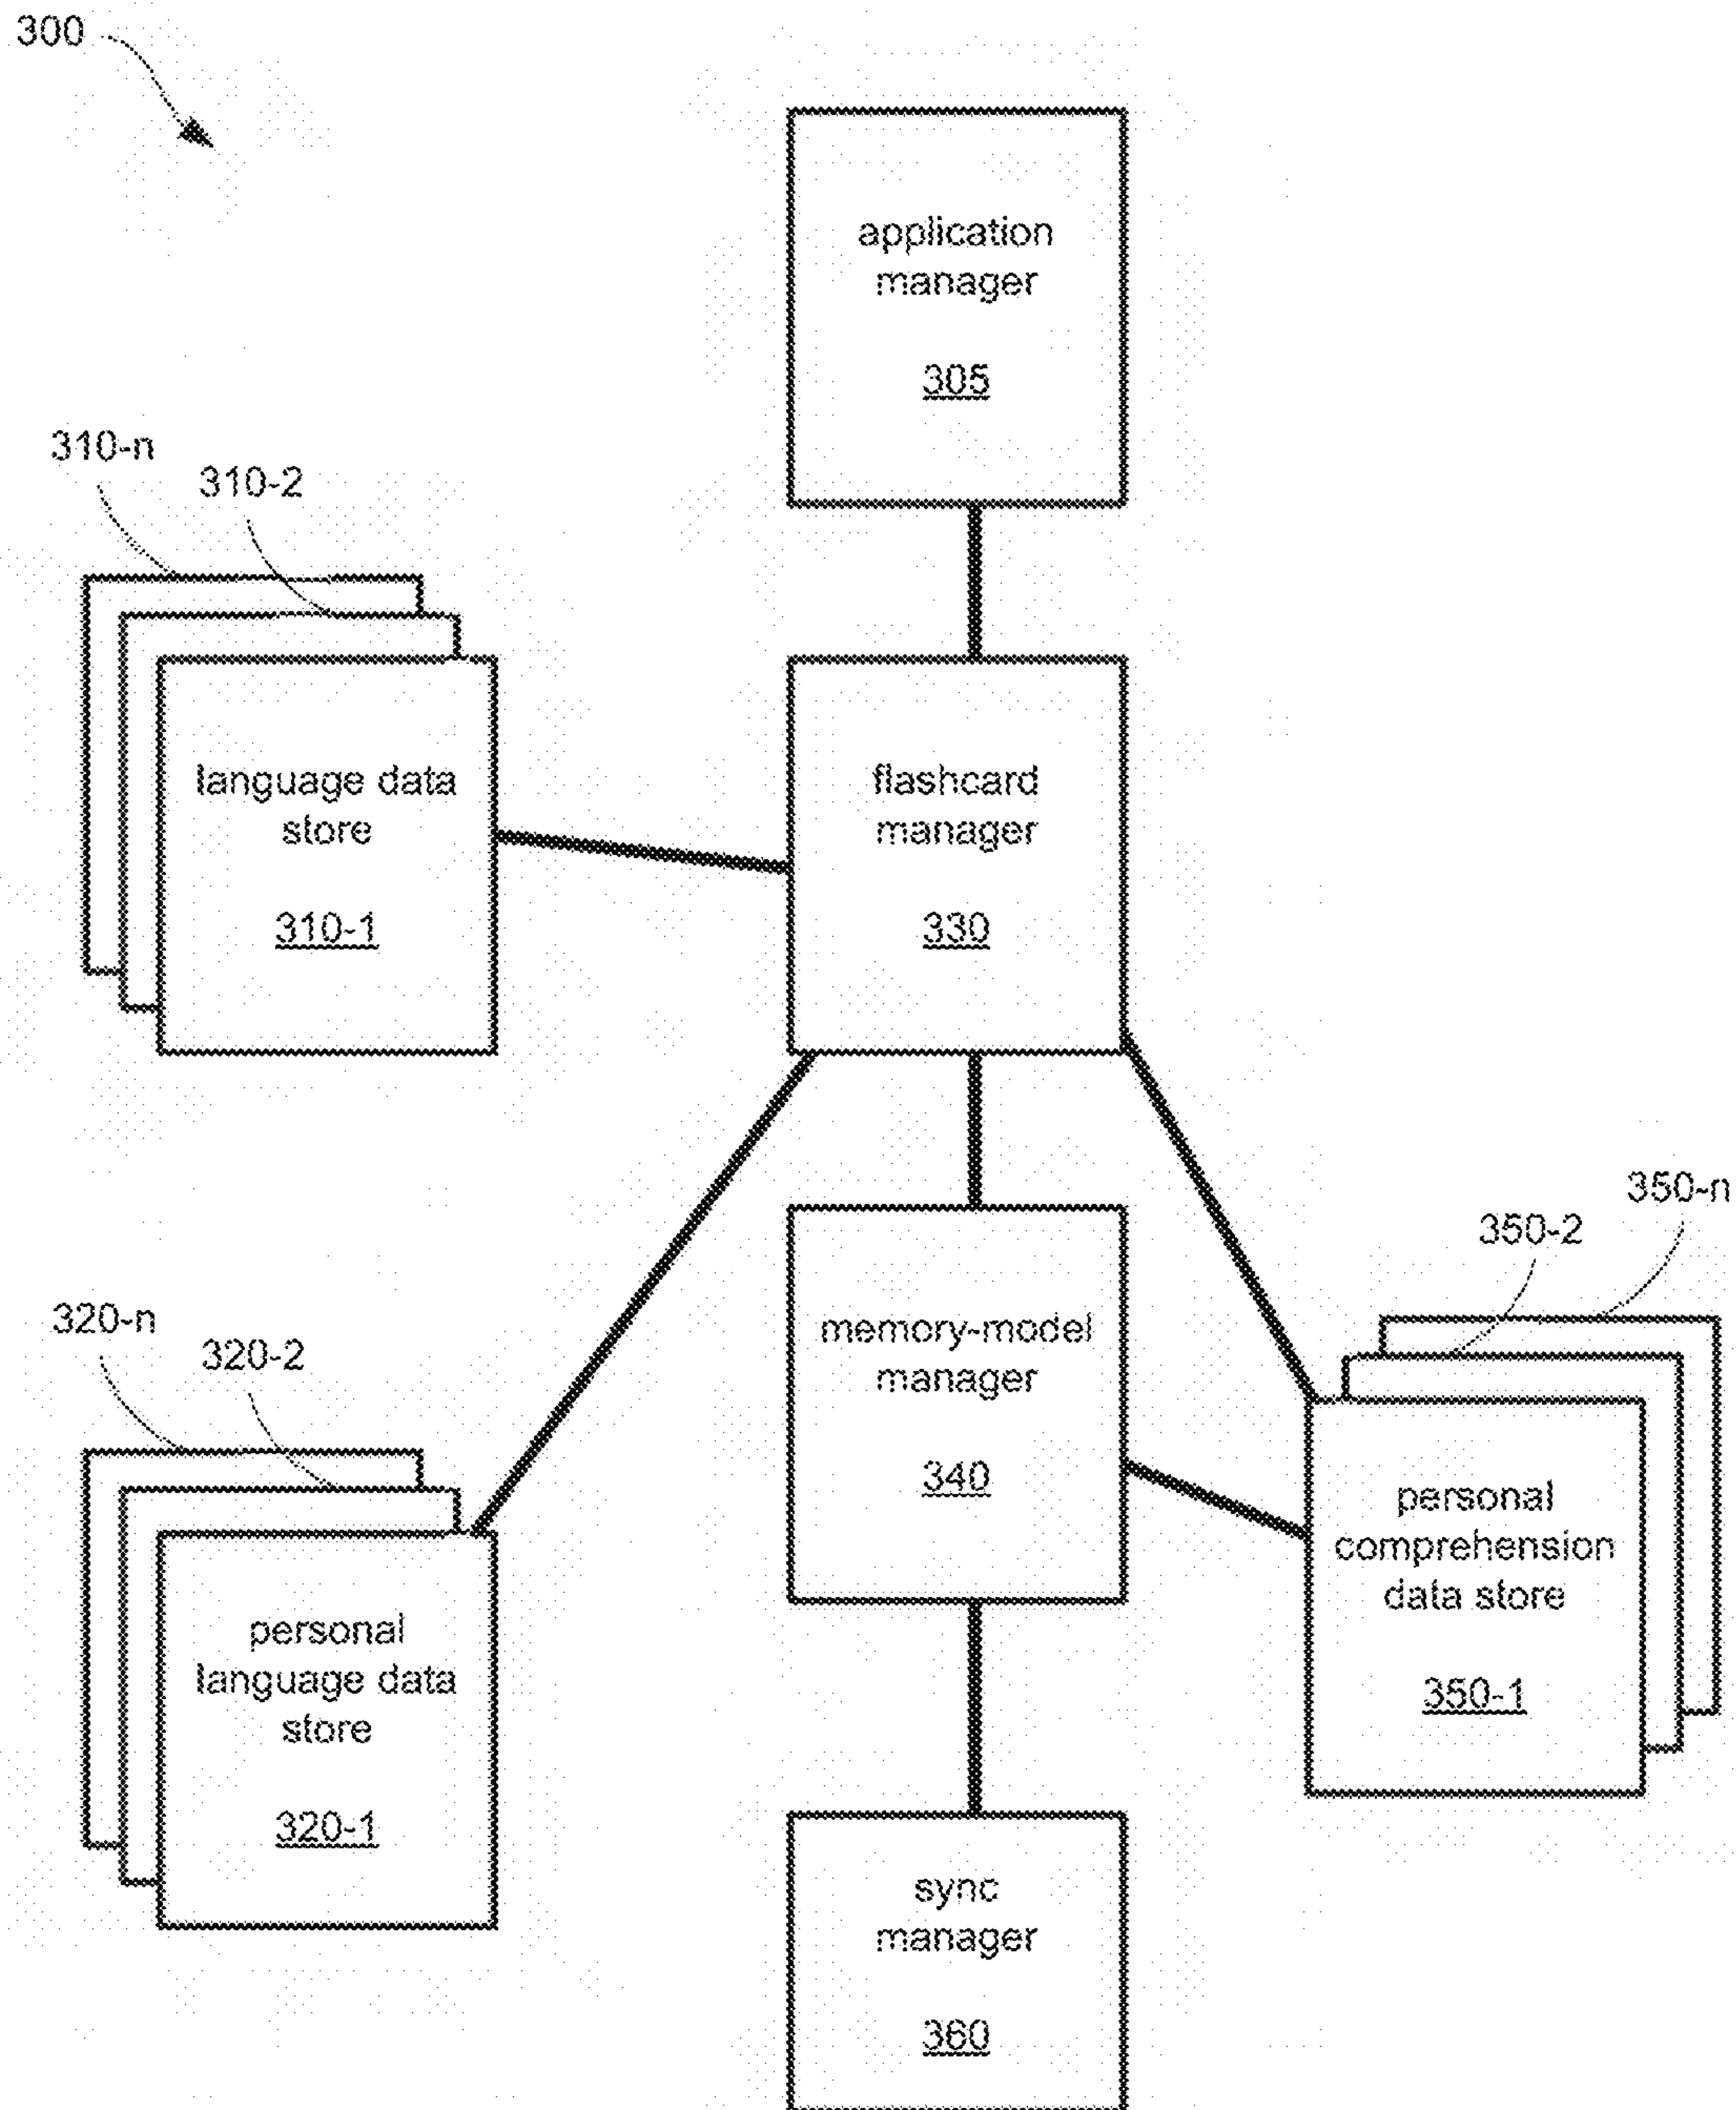 300
application
manager
305
310-n
310-2
language data
store
310-1
flashcard
manager
330
320-n
320-2
personal
language data
store
320-1
memory-model
manager
340
350-n
350-2
personal
comprehension
data store
350-1
sync
manager
360